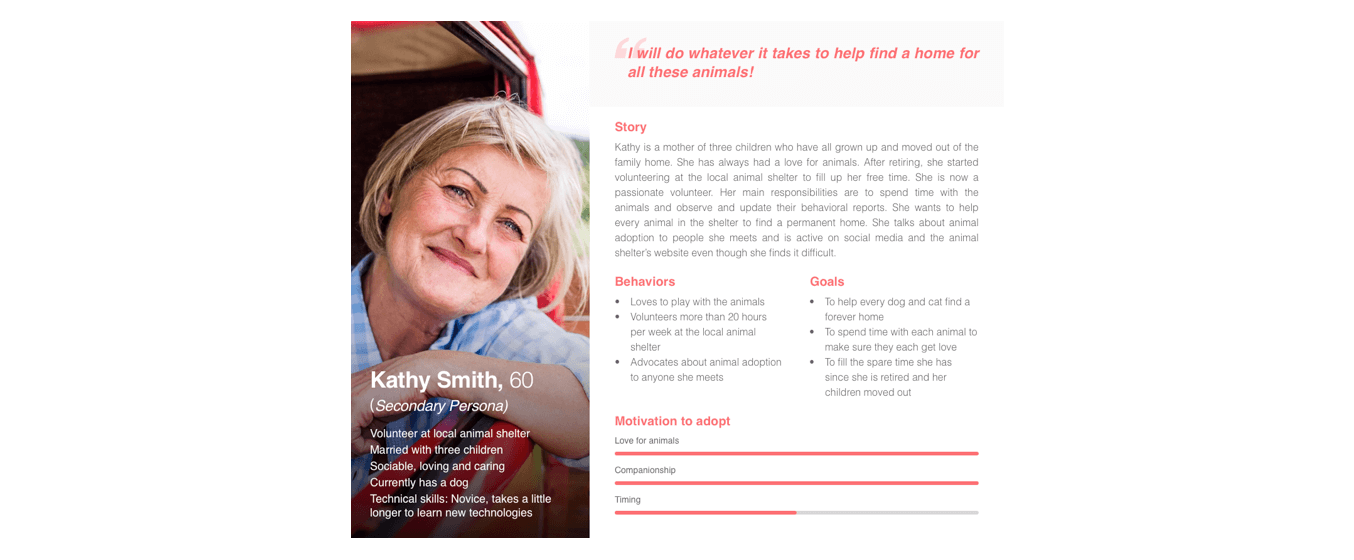 I will do whatever it takes to help find a home for
all these animals!
Kathy Smith, 60
(Secondary Persona)
Volunteer at local animal shelter
Married with three children
Sociable, loving and caring
Currently has a dog
Technical skills: Novice, takes a little
longer to learn new technologies
Story
Kathy is a mother of three children who have all grown up and moved out of the
family home. She has always had a love for animals. After retiring, she started
volunteering at the local animal shelter to fill up her free time. She is now a
passionate volunteer. Her main responsibilities are to spend time with the
animals and observe and update their behavioral reports. She wants to help
every animal in the shelter to find a permanent home. She talks about animal
adoption to people she meets and is active on social media and the animal
shelter's website even though she finds it difficult.
Behaviors
• Loves to play with the animals
• Volunteers more than 20 hours
per week at the local animal
shelter
• Advocates about animal adoption
to anyone she meets
Goals
• To help every dog and cat find a
forever home
• To spend time with each animal to
make sure they each get love
• To fill the spare time she has
since she is retired and her
children moved out
Motivation to adopt
Love for animals
Companionship
Timing